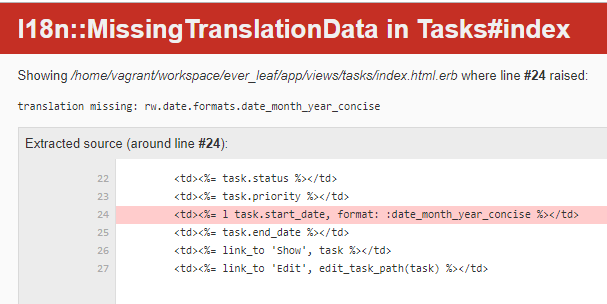 I18n::MissingTranslationData in Tasks#index
Showing /home/vagrant/workspace/ever_leaf/app/views/tasks/index.html.erb where line #24 raised:
translation missing: rw.date.formats.date_month_year_concise
Extracted source (around line #24):
22 <td><%= task.status %></td>
23 <td><%= task.priority %></td>
24 <td><%= l task.start_date, format: :date_month_year_concise %></td>
25 <td><%= task.end_date %></td>
26 <td><%= link_to 'Show', task %></td>
27 <td><%= link_to 'Edit', edit_task_path(task) %></td>